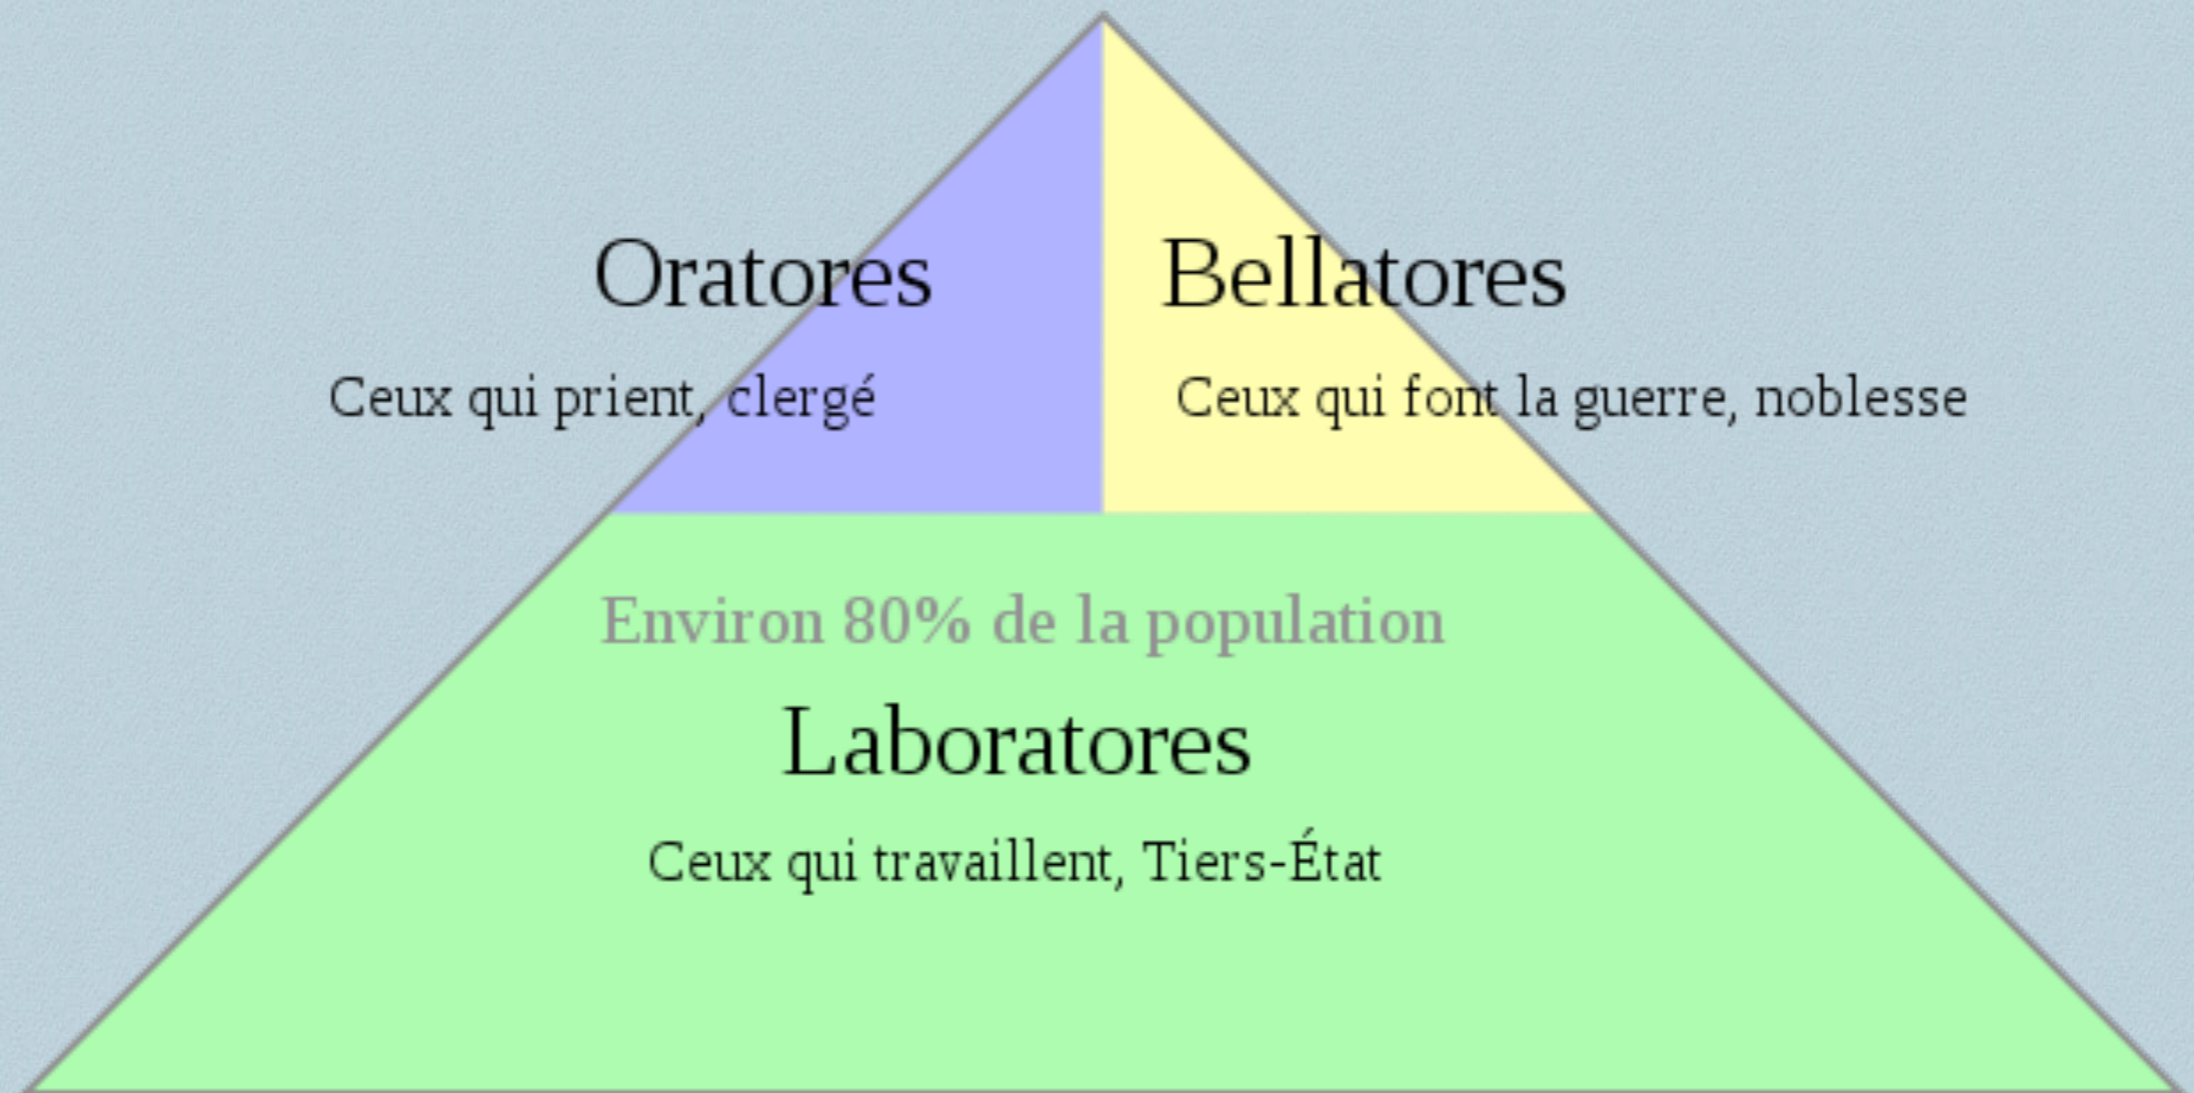 Oratores
Bellatores
Ceux qui prient, clergé
Ceux qui font la guerre, noblesse
Environ 80% de la population
Laboratores
Ceux qui travaillent, Tiers-État